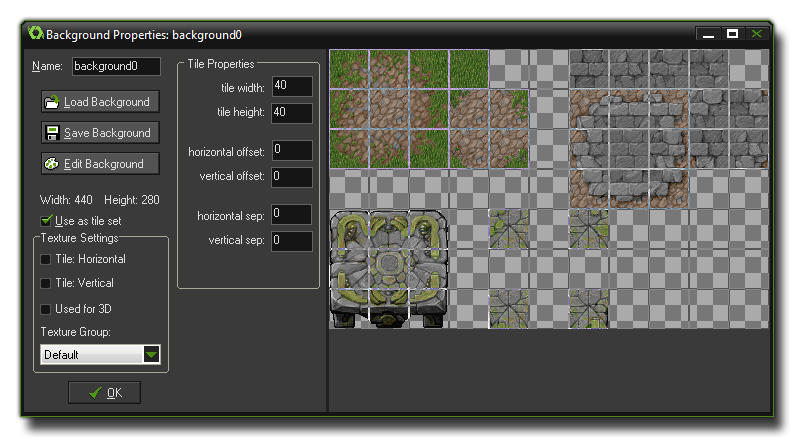 Background Properties: background0
Name: background0
Load Background
Save Background
Edit Background
Width: 440 Height: 280
Use as tile set
Texture Settings
Tile: Horizontal
Tile: Vertical
Used for 3D
Texture Group:
Default
OK
Tile Properties
tile width: 40
tile height: 40
horizontal offset: 0
vertical offset: 0
horizontal sep: 0
vertical sep: 0